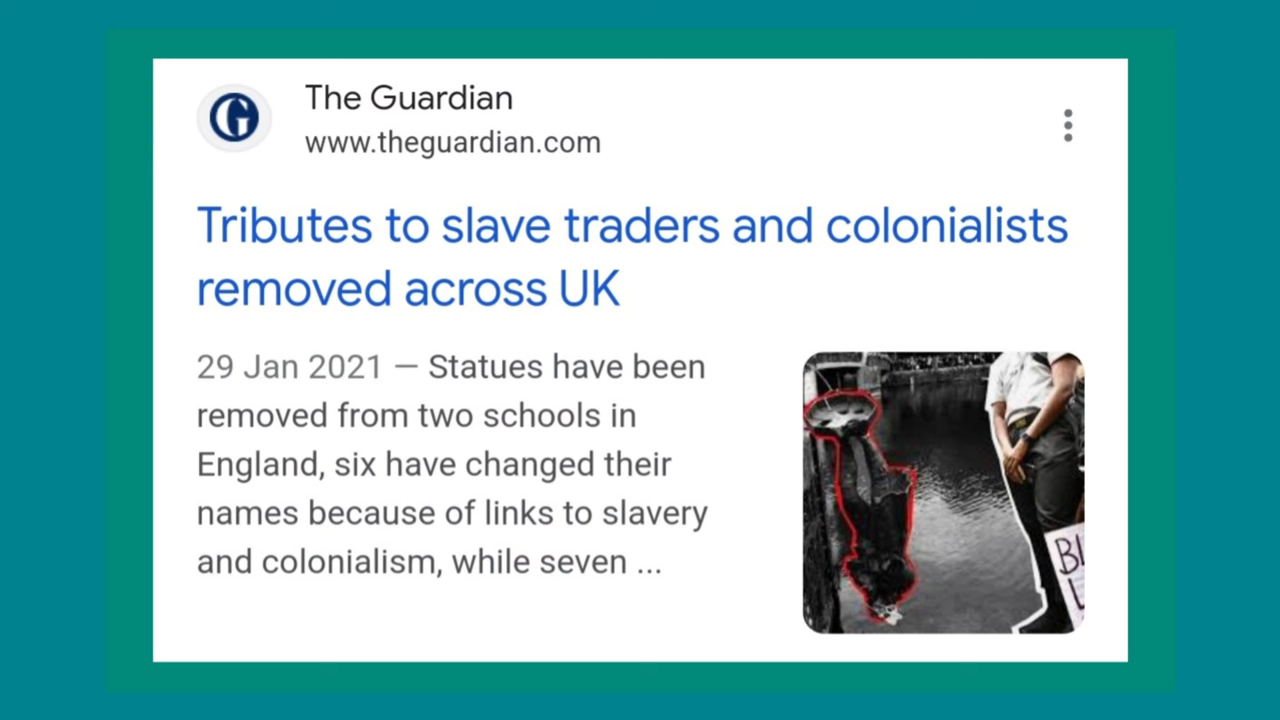 The Guardian
www.theguardian.com
Tributes to slave traders and colonialists
removed across UK
29 Jan 2021 — Statues have been
removed from two schools in
England, six have changed their
names because of links to slavery
and colonialism, while seven ...